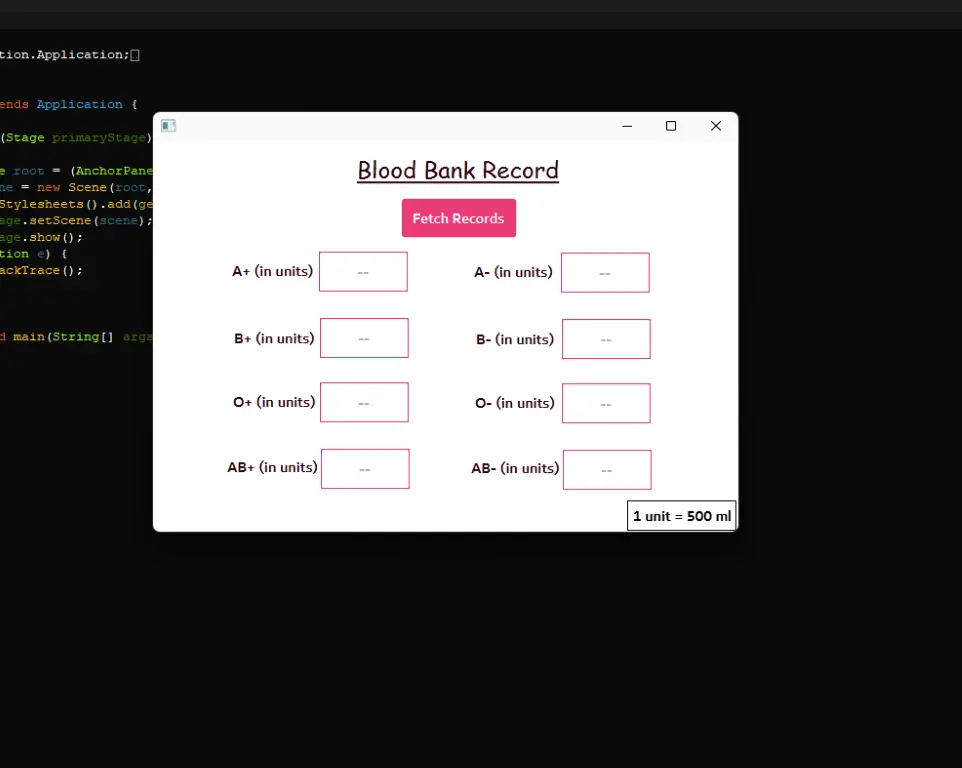 tion.Application;
ends Application {
(Stage primaryStage)
e root = (AnchorPane
ne = new Scene(root,
Stylesheets().add(ge
age.setScene(scene);
age.show();
tion e) {
ackTrace();
d main(String[] args
Blood Bank Record
Fetch Records
A+ (in units) -- A- (in units) --
B+ (in units) -- B- (in units) --
O+ (in units) -- O- (in units) --
AB+ (in units) -- AB- (in units) --
1 unit = 500 ml